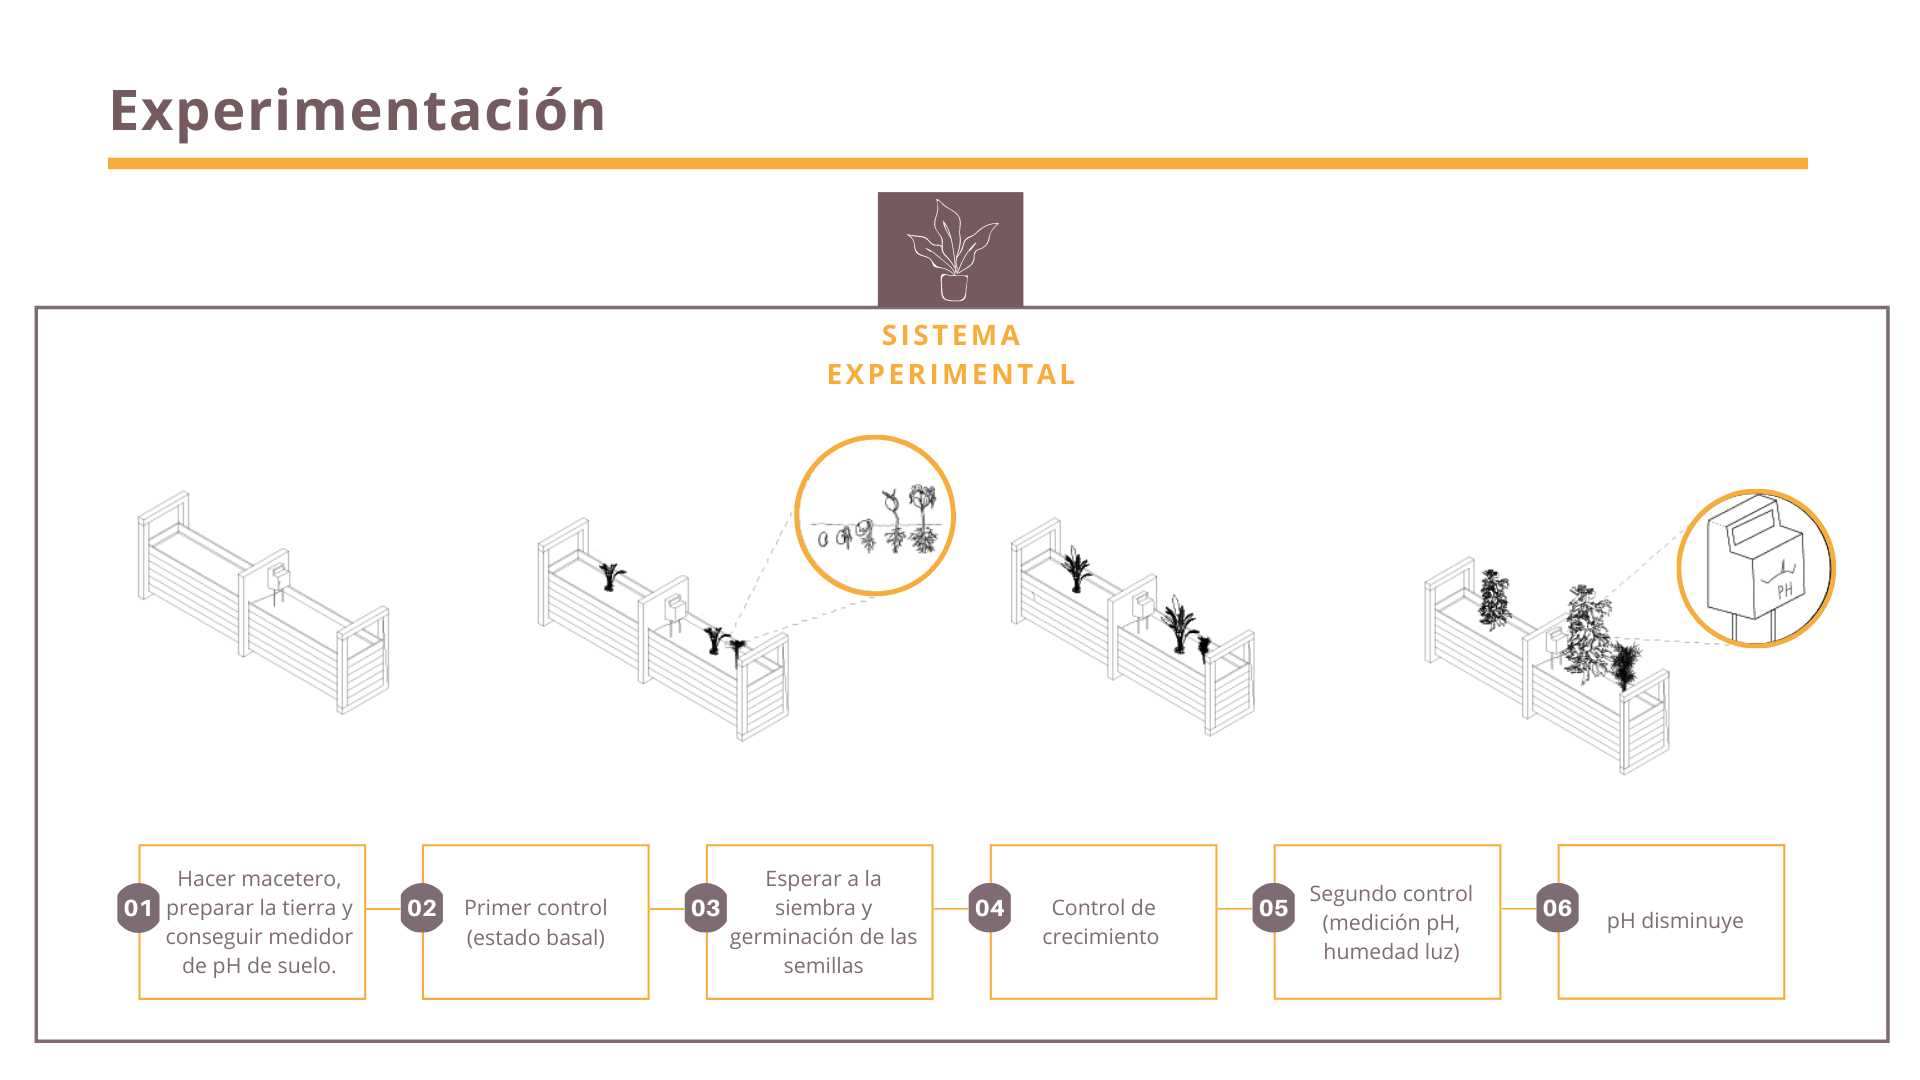 Experimentación
SISTEMA
EXPERIMENTAL
PH
01
Hacer macetero,
preparar la tierra y
conseguir medidor
de pH de suelo.
02
Primer control
(estado basal)
03
Esperar a la
siembra y
germinación de las
semillas
04
Control de
crecimiento
05
Segundo control
(medición pH,
humedad luz)
06
pH disminuye